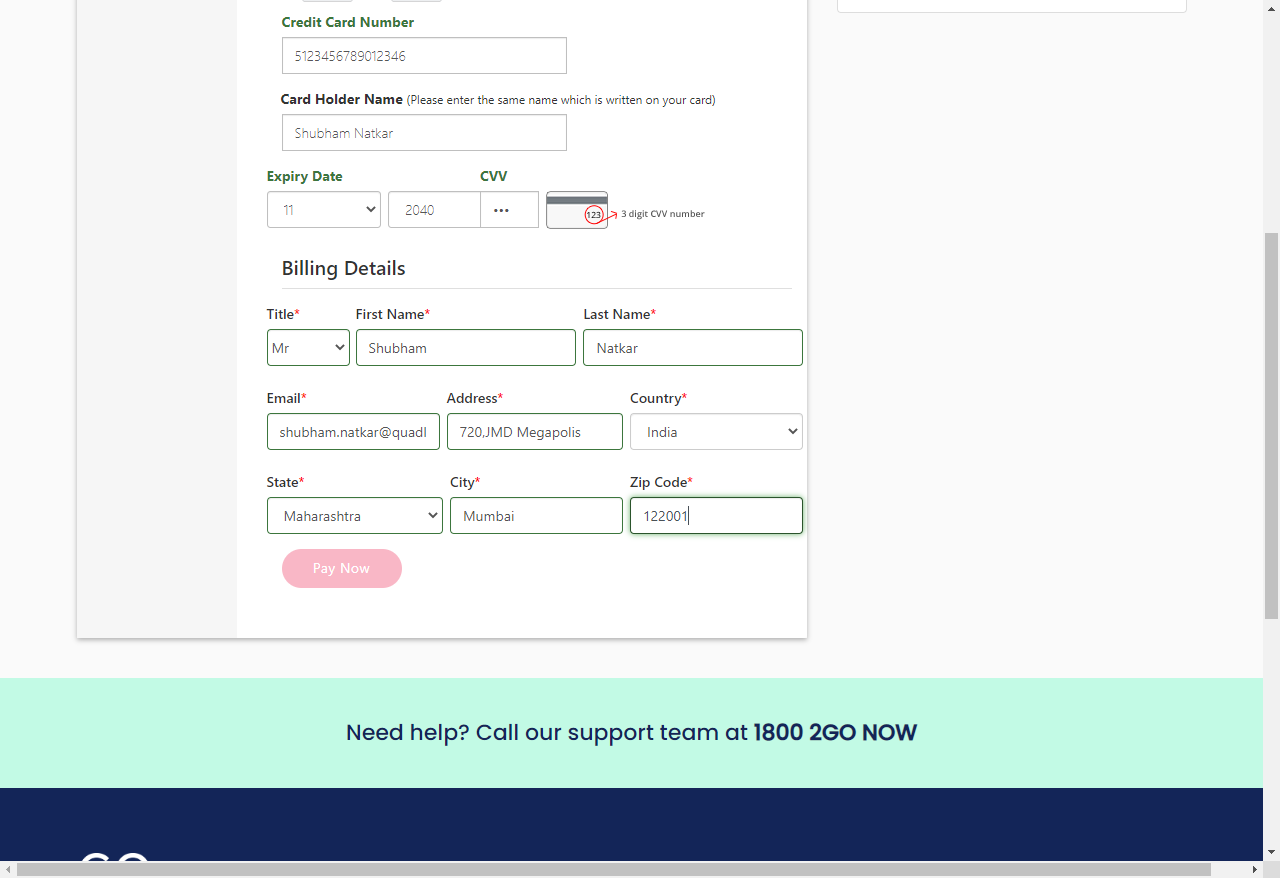 Credit Card Number
5123456789012346
Card Holder Name (Please enter the same name which is written on your card)
Shubham Natkar
Expiry Date CVV
11 2040 ••• 123 3 digit CVV number
Billing Details
Title* First Name* Last Name*
Mr Shubham Natkar
Email* Address* Country*
shubham.natkar@quadl 720,JMD Megapolis India
State* City* Zip Code*
Maharashtra Mumbai 122001
Pay Now
Need help? Call our support team at 1800 2GO NOW